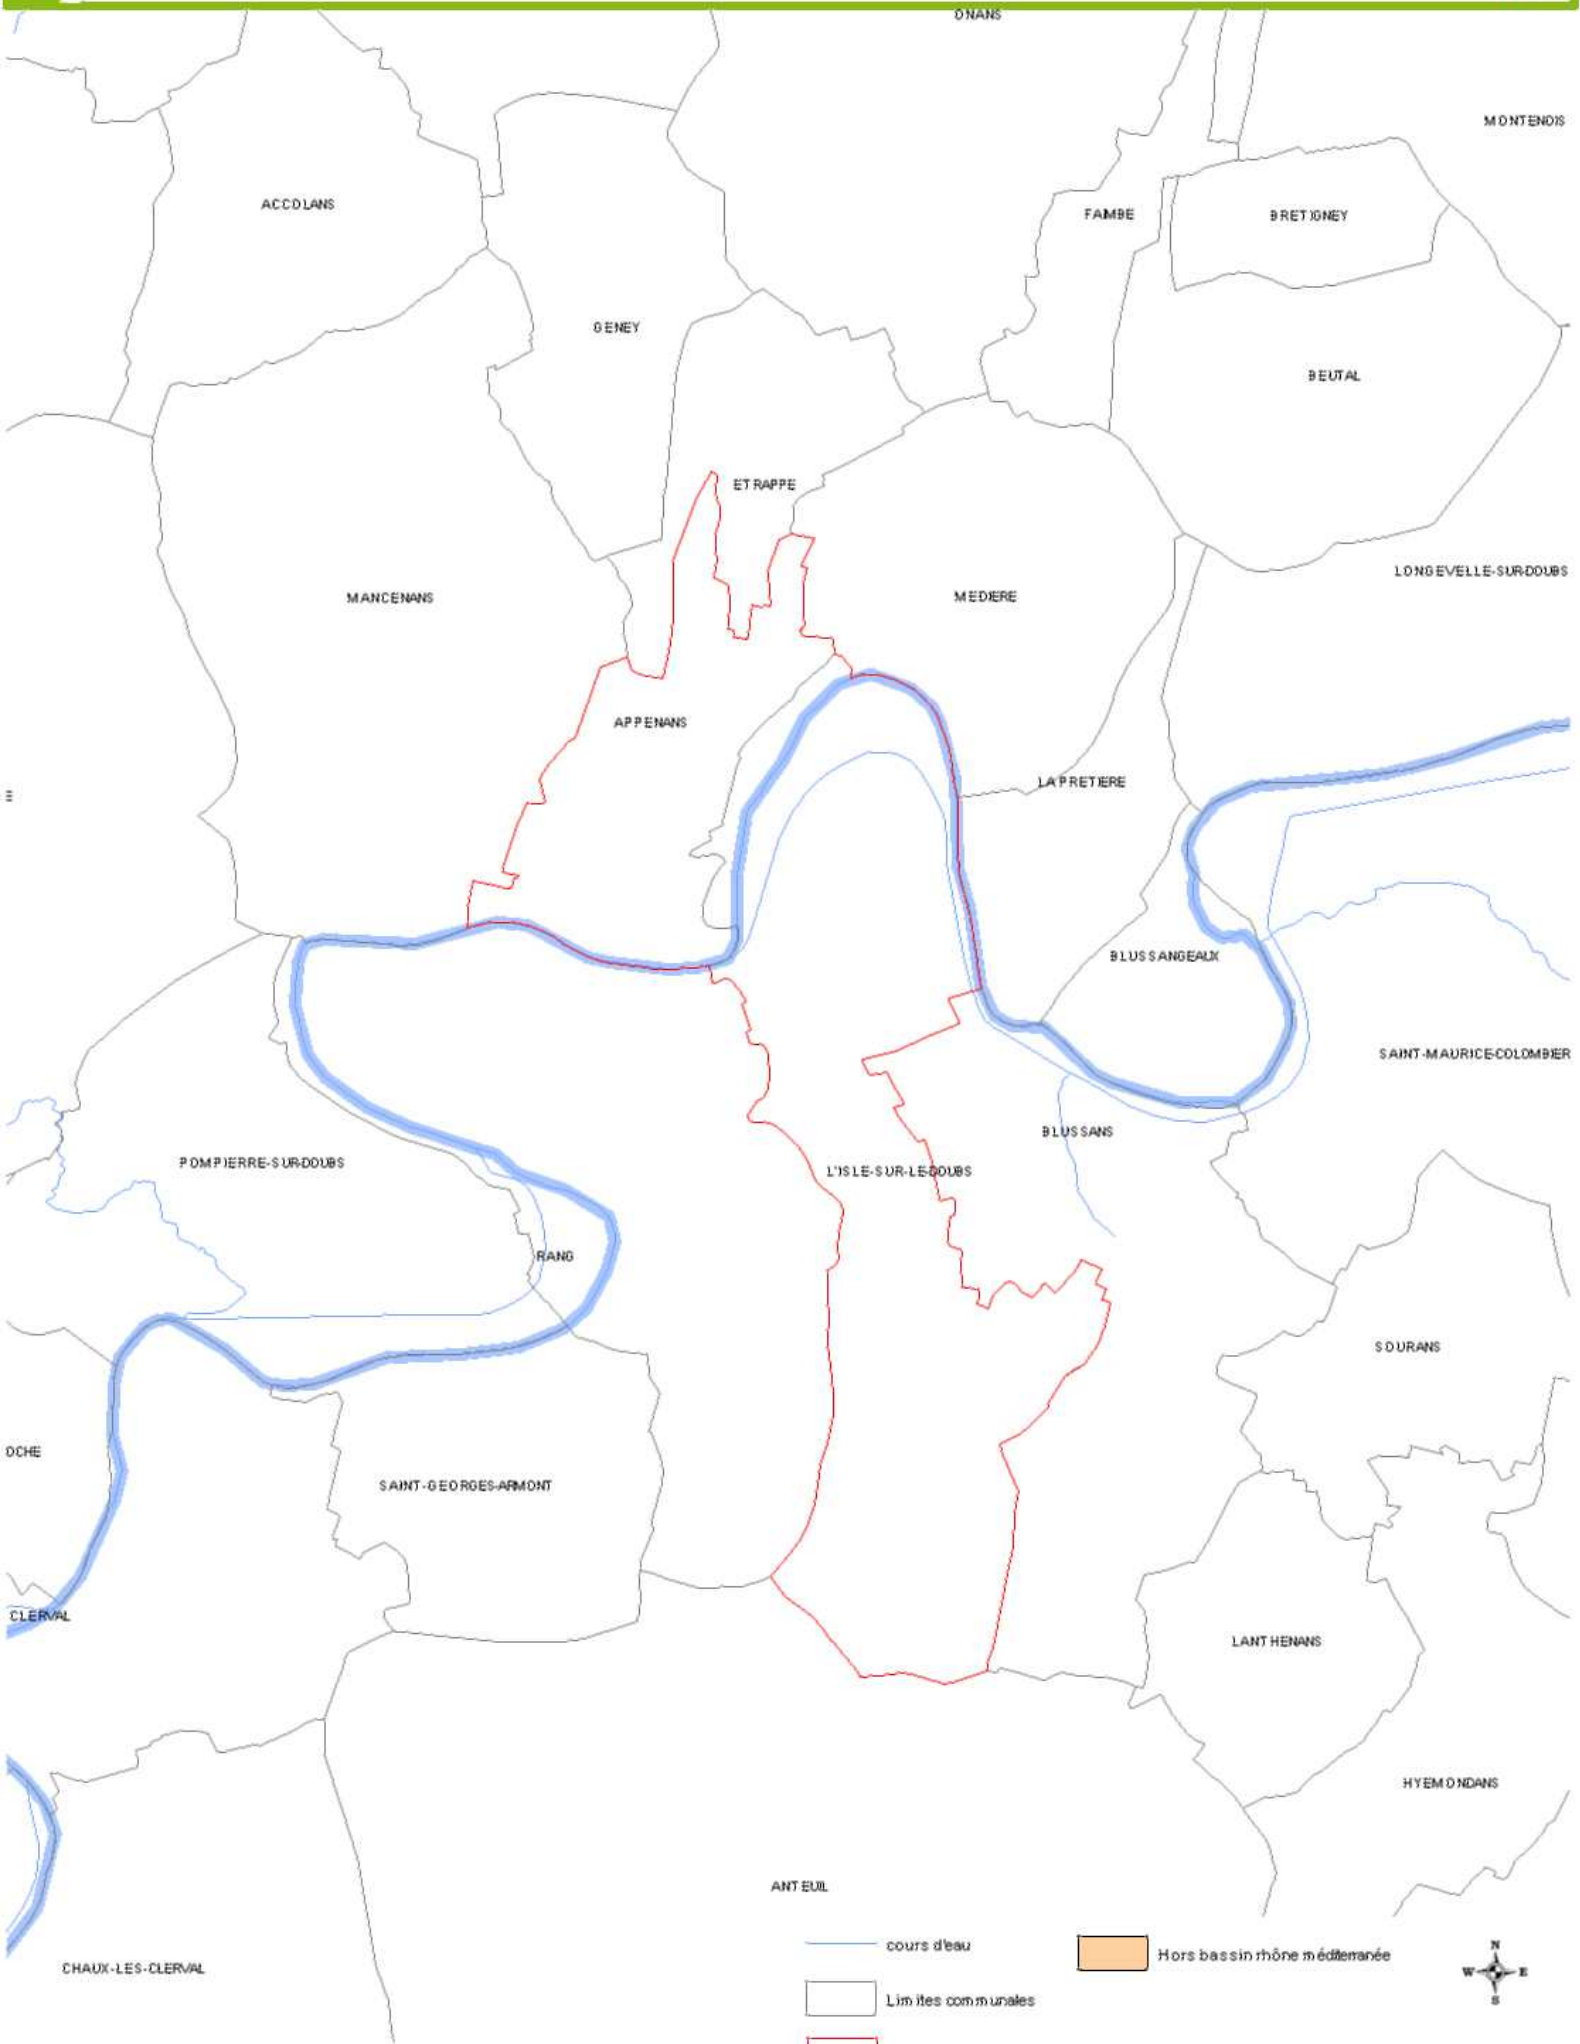 ONANS
MONTENOIS
ACCOLANS
FAIMBE
BRETIGNEY
GENEY
BEUTAL
ETRAPPE
LONGEVELLE-SUR-DOUBS
MANCENANS
MEDIERE
APPENANS
LA PRETIERE
BLUSSANGEAUX
SAINT-MAURICE-COLOMBIER
BLUSSANS
POMPIERRE-SUR-DOUBS
L'ISLE-SUR-LE-DOUBS
RANG
SOURANS
OCHE
SAINT-GEORGES-ARMONT
CLERVAL
LANTHENANS
HYEMONDANS
ANTEUIL
cours d'eau
Hors bassin rhône méditerranée
N
W E
S
CHAUX-LES-CLERVAL
Limites communales